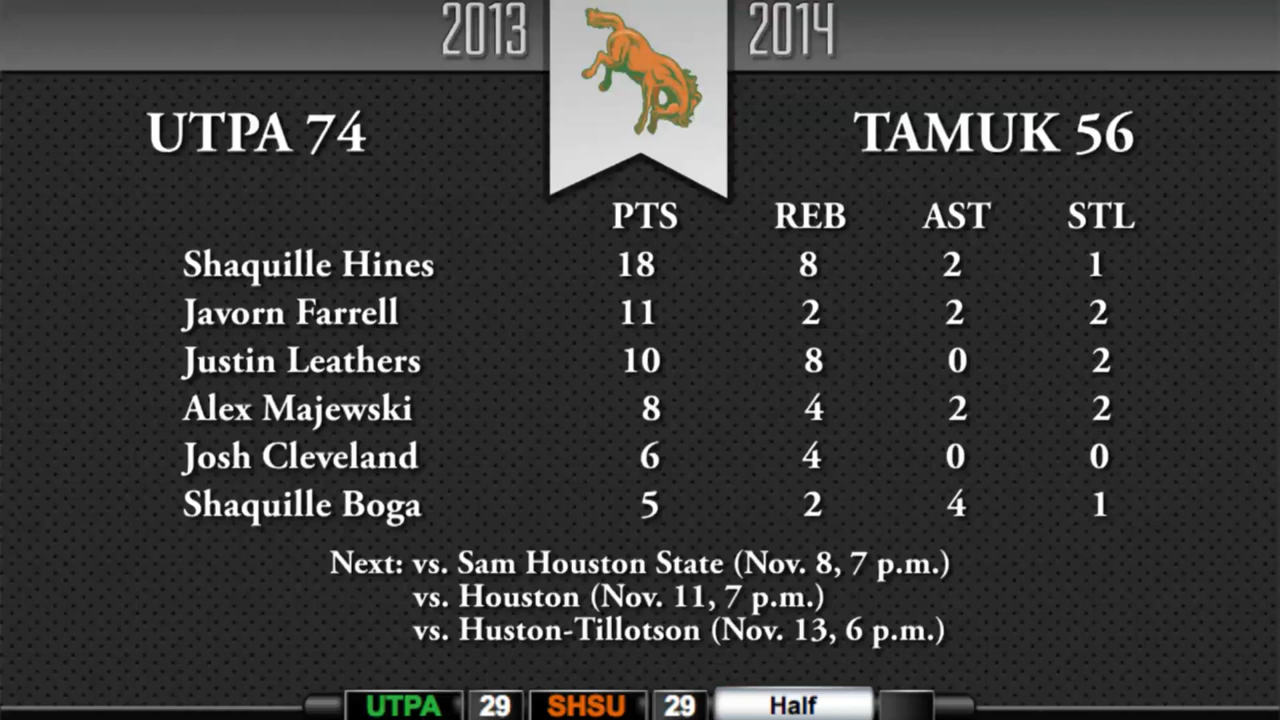 2013 2014
UTPA 74 TAMUK 56
PTS REB AST STL
Shaquille Hines 18 8 2 1
Javorn Farrell 11 2 2 2
Justin Leathers 10 8 0 2
Alex Majewski 8 4 2 2
Josh Cleveland 6 4 0 0
Shaquille Boga 5 2 4 1
Next: vs. Sam Houston State (Nov. 8, 7 p.m.)
vs. Houston (Nov. 11, 7 p.m.)
vs. Huston-Tillotson (Nov. 13, 6 p.m.)
UTPA 29 SHSU 29 Half